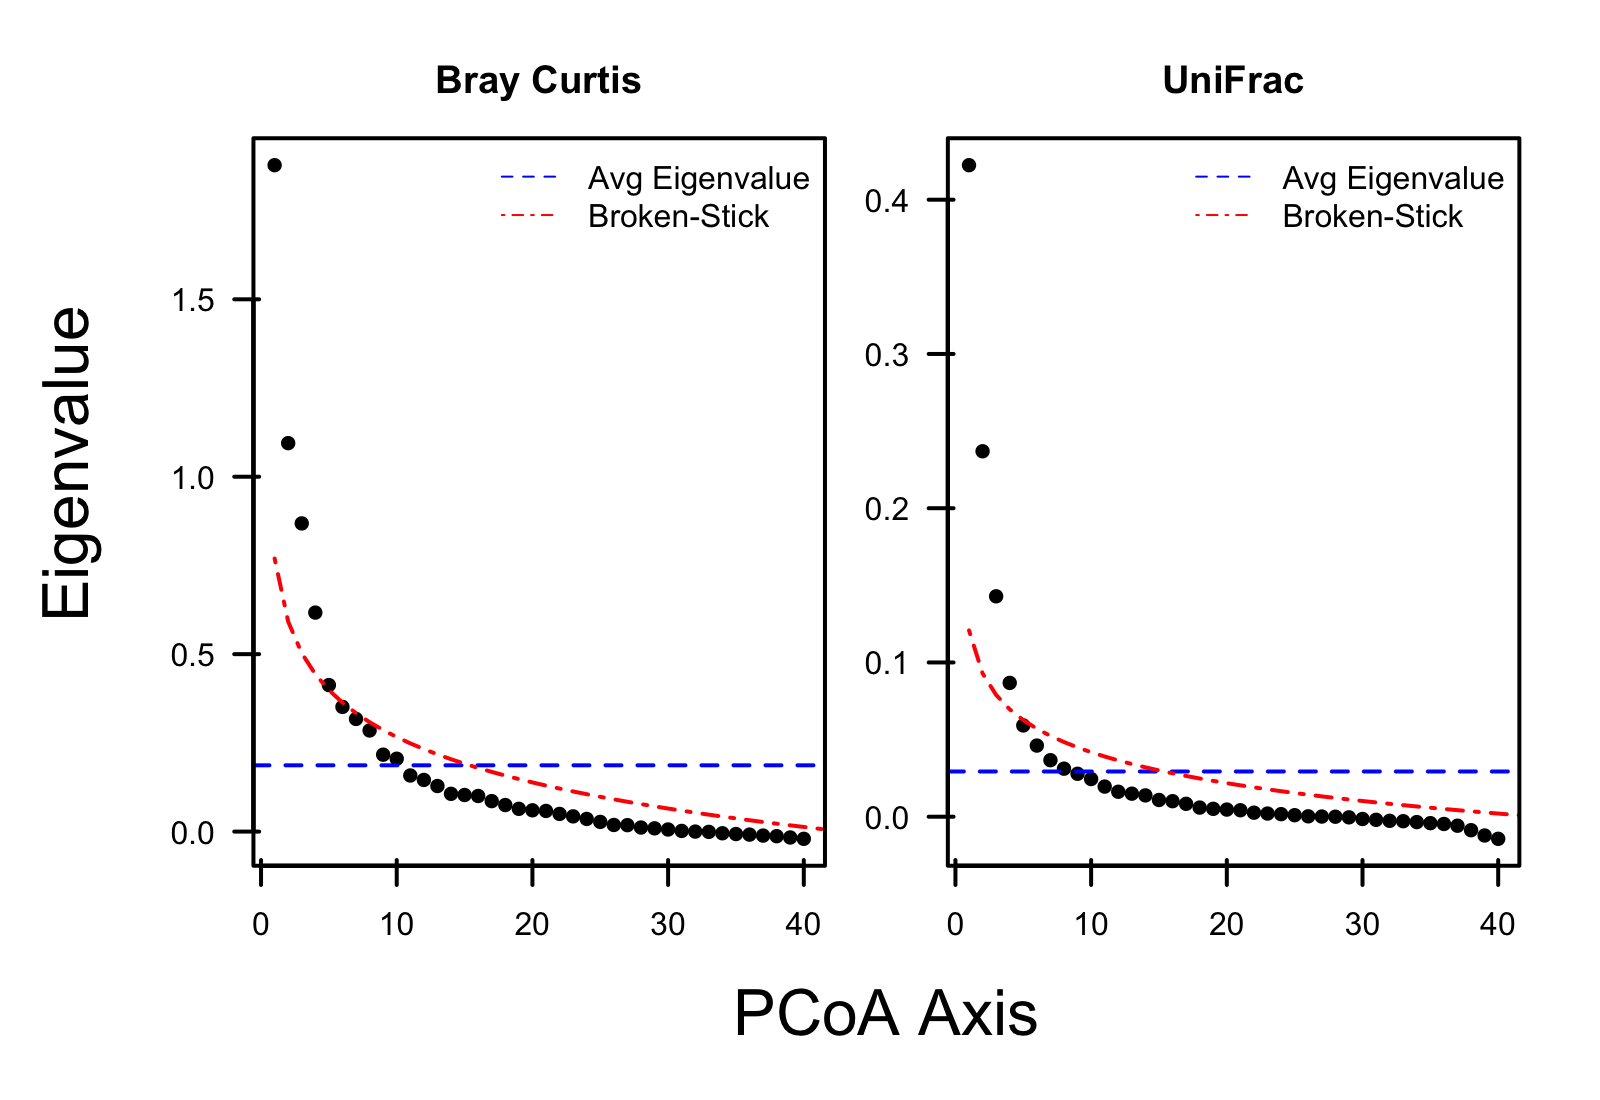 Bray Curtis
Avg Eigenvalue
Broken-Stick
1.5
1.0
0.5
0.0
0 10 20 30 40
UniFrac
Avg Eigenvalue
Broken-Stick
0.4
0.3
0.2
0.1
0.0
0 10 20 30 40
Eigenvalue
PCoA Axis